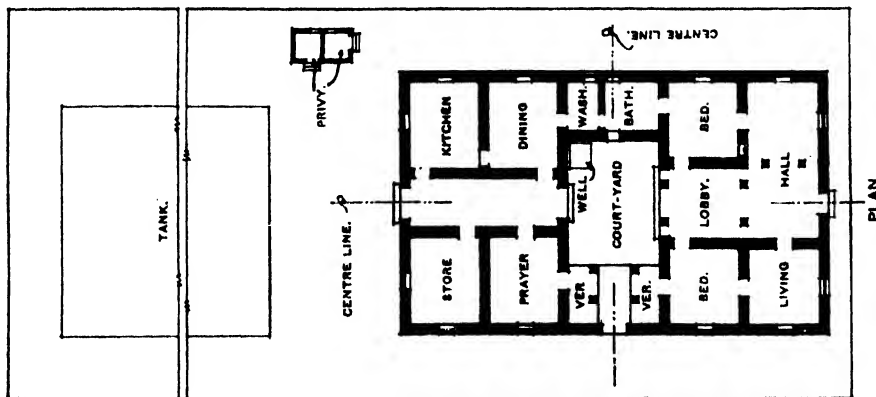 CENTRE LINE.
PRIVY.
TANK.
CENTRE LINE.
KITCHEN
DINING
WASH.
BATH.
BED.
HALL
WELL
COURT-YARD
LOBBY.
STORE
PRAYER
VER
VER.
BED.
LIVING
PLAN